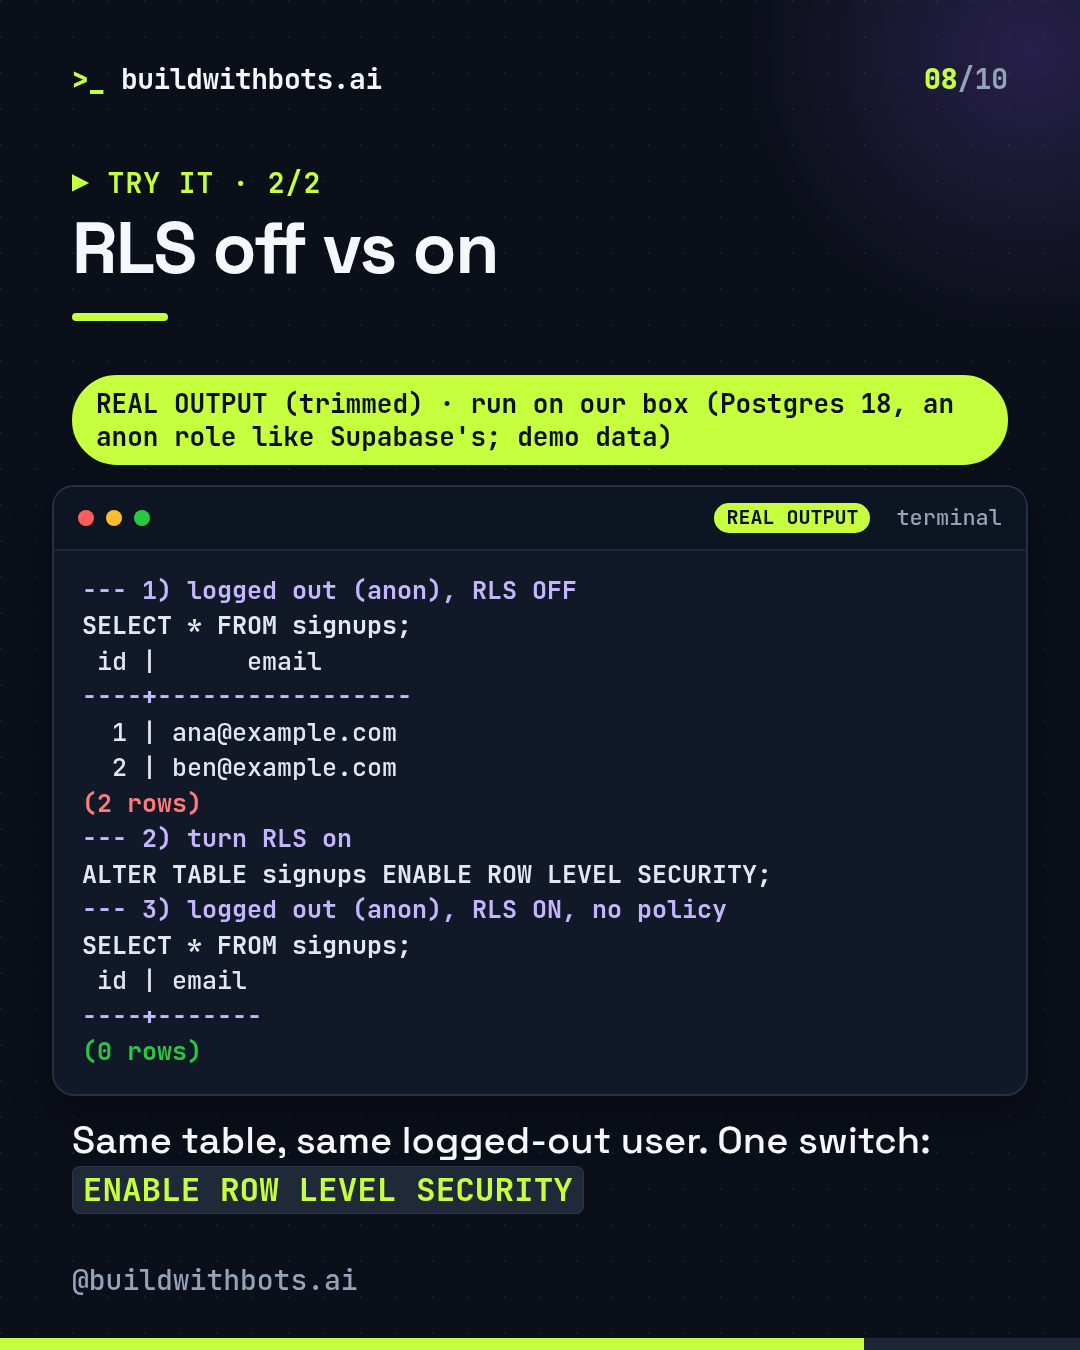 >_ buildwithbots.ai
08/10
▶ TRY IT · 2/2
RLS off vs on
REAL OUTPUT (trimmed) · run on our box (Postgres 18, an
anon role like Supabase's; demo data)
REAL OUTPUT terminal
--- 1) logged out (anon), RLS OFF
SELECT * FROM signups;
 id |      email
----+-----------------
  1 | ana@example.com
  2 | ben@example.com
(2 rows)
--- 2) turn RLS on
ALTER TABLE signups ENABLE ROW LEVEL SECURITY;
--- 3) logged out (anon), RLS ON, no policy
SELECT * FROM signups;
 id | email
----+-------
(0 rows)
Same table, same logged-out user. One switch:
ENABLE ROW LEVEL SECURITY
@buildwithbots.ai